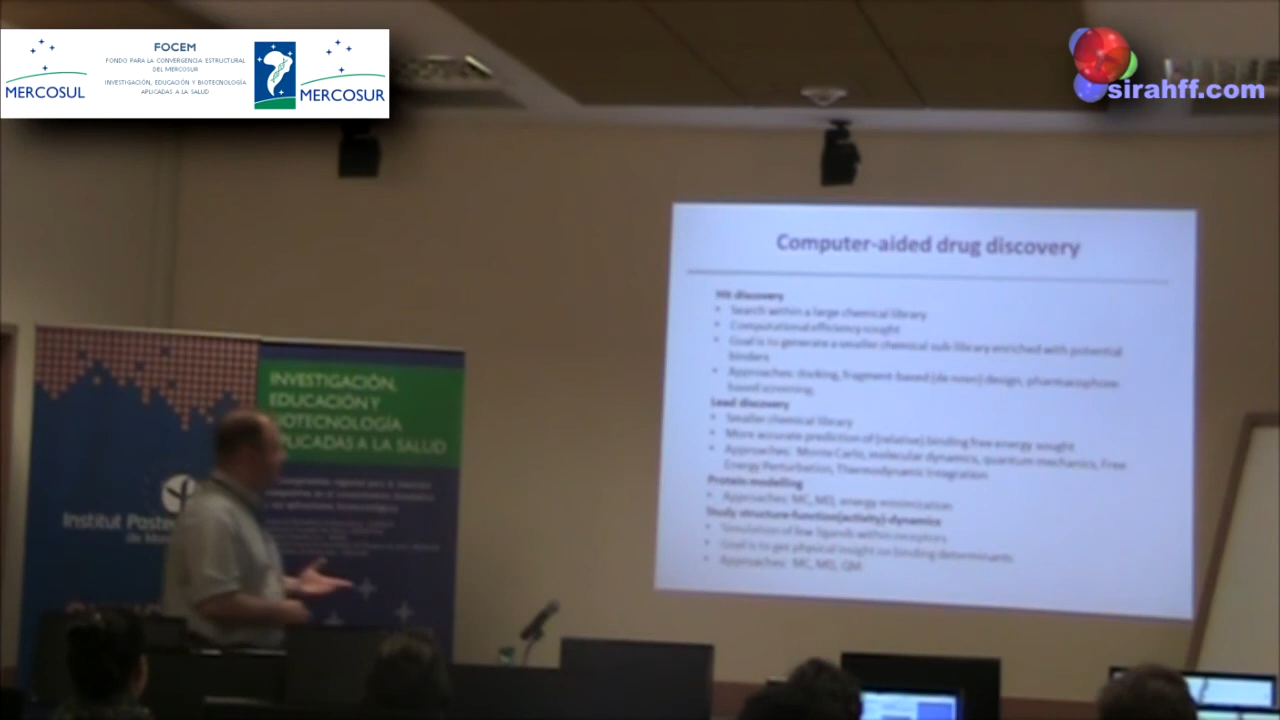 FOCEM
FONDO PARA LA CONVERGENCIA ESTRUCTURAL
DEL MERCOSUR
INVESTIGACIÓN, EDUCACIÓN Y BIOTECNOLOGÍA
APLICADAS A LA SALUD
MERCOSUL
MERCOSUR
sirahff.com
Computer-aided drug discovery
Hit discovery
• Search within a large chemical library
• Computational efficiency sought
• Goal is to generate a smaller chemical sub library enriched with potential
binders
• Approaches: docking, fragment-based (de novo) design, pharmacophore-
based screening,
Lead discovery
• Smaller chemical library
• More accurate prediction of (relative) binding free energy sought
• Approaches: Monte Carlo, molecular dynamics, quantum mechanics, Free
Energy Perturbation, Thermodynamic Integration
Protein modelling
• Approaches: MC, MD, energy minimization
Study structure-function(activity)-dynamics
• Simulation of few ligands within receptors
• Goal is to get physical insight on binding determinants
• Approaches: MC, MD, QM
INVESTIGACIÓN,
EDUCACIÓN Y
BIOTECNOLOGÍA
APLICADAS A LA SALUD
Institut Paste
de Mon